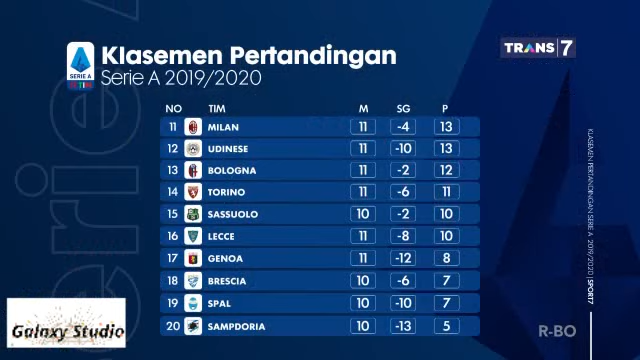 Klasemen Pertandingan
Serie A 2019/2020
SERIE A
TIM
TRANS 7
NO TIM M SG P
11 MILAN 11 -4 13
12 UDINESE 11 -10 13
13 BOLOGNA 11 -2 12
14 TORINO 11 -6 11
15 SASSUOLO 10 -2 10
16 LECCE 11 -8 10
17 GENOA 11 -12 8
18 BRESCIA 10 -6 7
19 SPAL 10 -10 7
20 SAMPDORIA 10 -13 5
KLASEMEN PERTANDINGAN SERIE A 2019/2020 | SPORT7
Galaxy Studio
R-BO
serie A